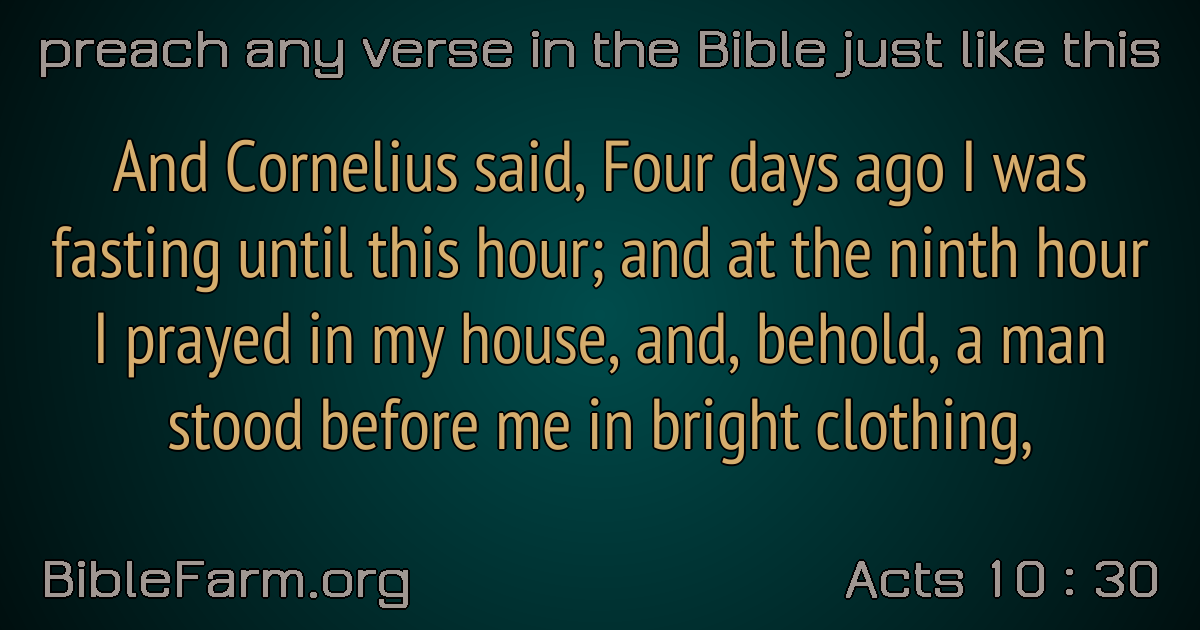 preach any verse in the Bible just like this
And Cornelius said, Four days ago I was
fasting until this hour; and at the ninth hour
I prayed in my house, and, behold, a man
stood before me in bright clothing,
BibleFarm.org
Acts 10 : 30